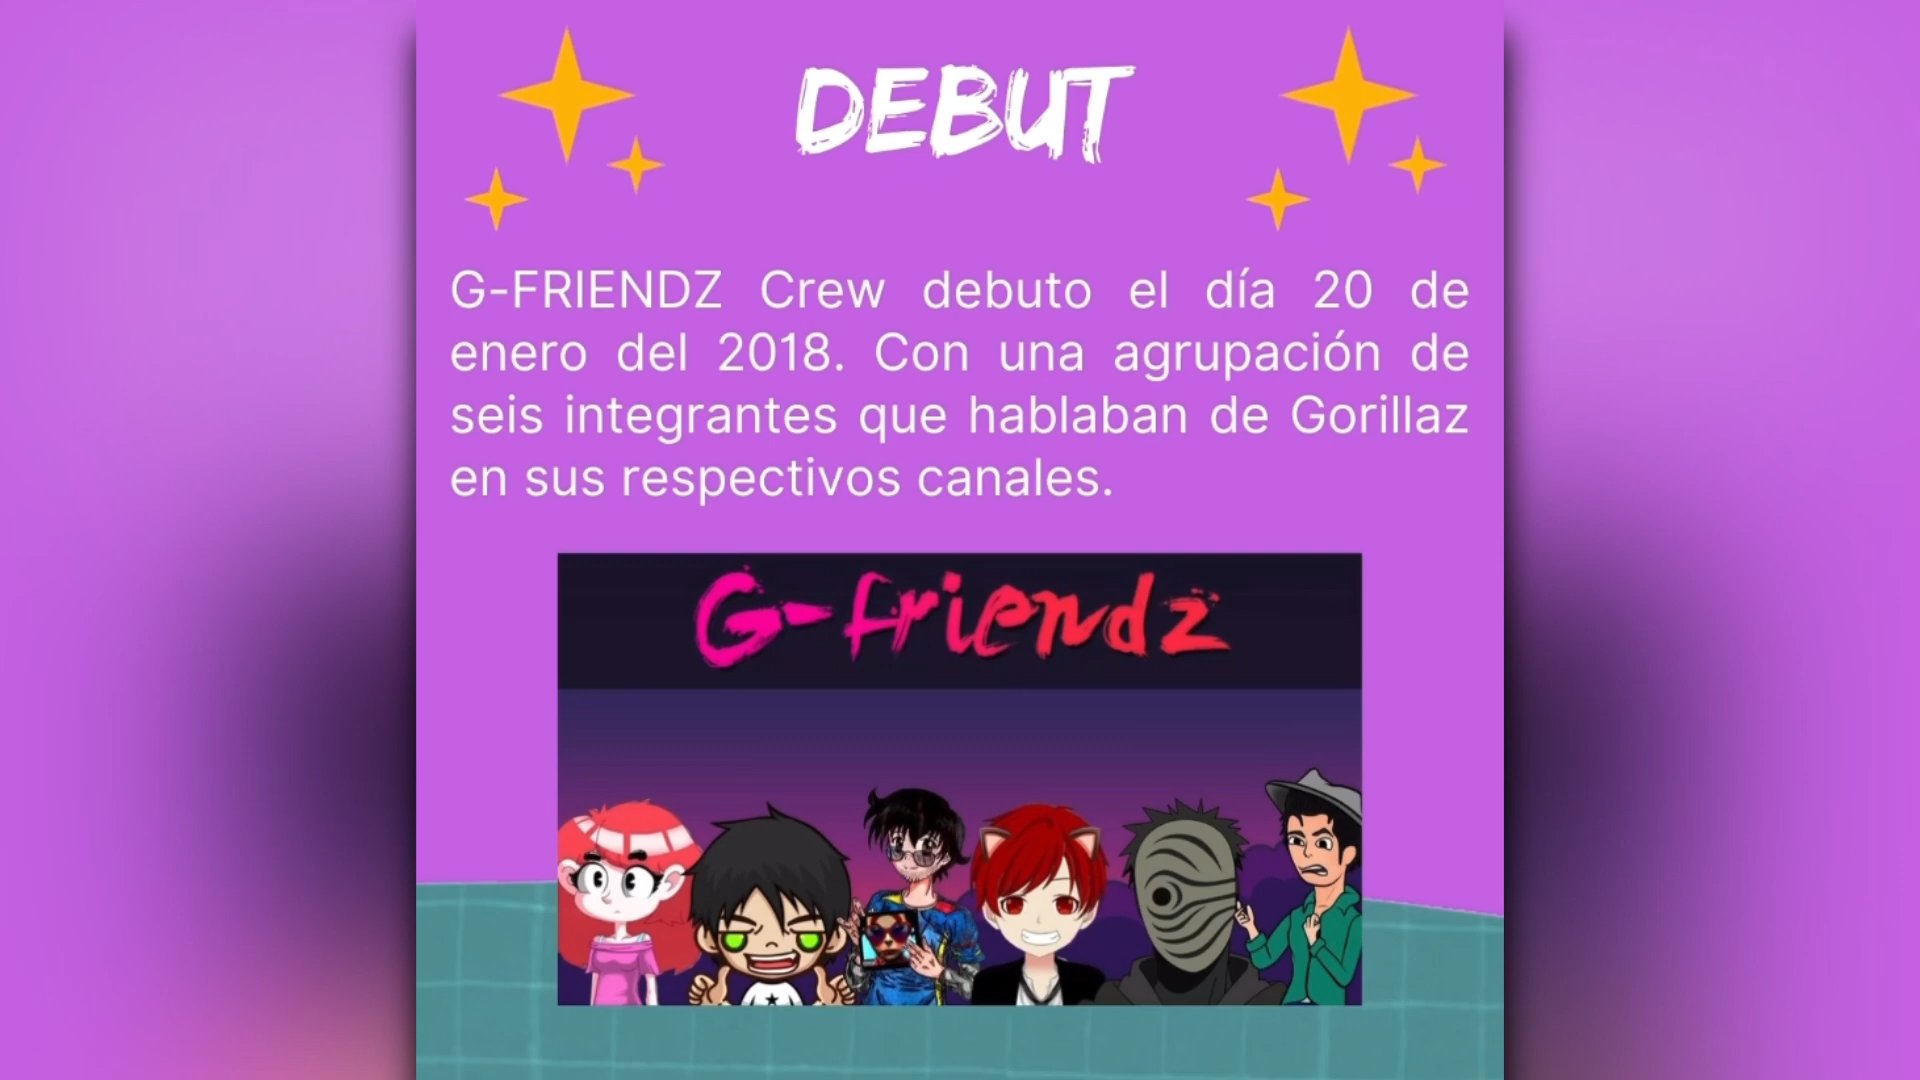 DEBUT
G-FRIENDZ Crew debuto el día 20 de
enero del 2018. Con una agrupación de
seis integrantes que hablaban de Gorillaz
en sus respectivos canales.
G-friendz